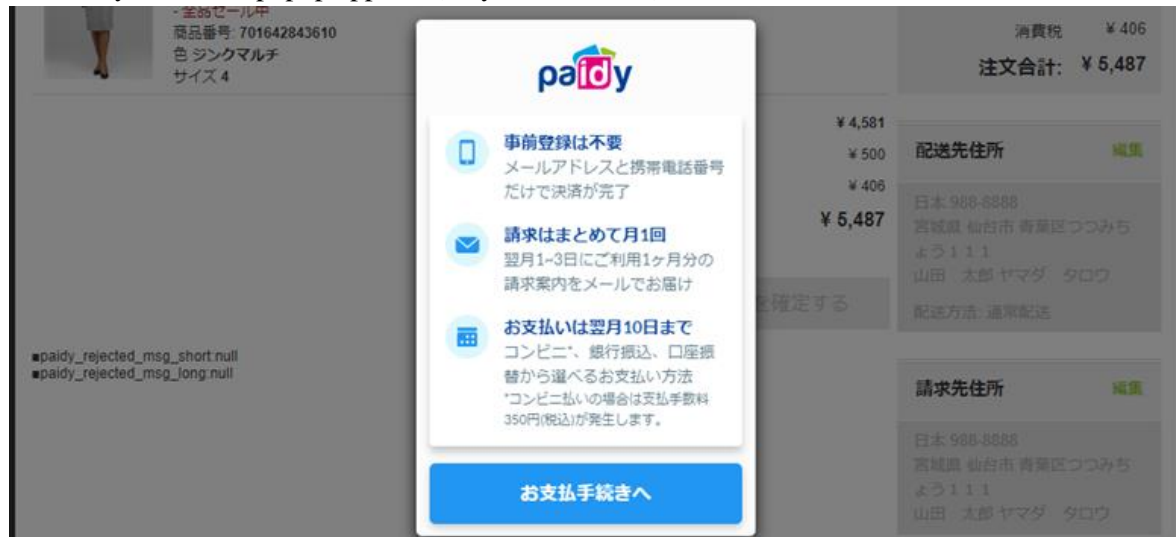 - 全品セール中
商品番号: 701642843610
色 ジンクマルチ
サイズ 4
消費税 ¥ 406
注文合計: ¥ 5,487
paidy
事前登録は不要
メールアドレスと携帯電話番号
だけで決済が完了
請求はまとめて月1回
翌月1~3日にご利用1ヶ月分の
請求案内をメールでお届け
お支払いは翌月10日まで
コンビニ*、銀行振込、口座振
替から選べるお支払い方法
*コンビニ払いの場合は支払手数料
350円(税込)が発生します。
お支払手続きへ
¥ 4,581
¥ 500
¥ 406
¥ 5,487
を確定する
■paidy_rejected_msg_short:null
■paidy_rejected_msg_long:null
配送先住所 編集
日本 988-8888
宮城県 仙台市 青葉区つつみち
ょう１１１
山田 太郎 ヤマダ タロウ
配送方法: 通常配送
請求先住所 編集
日本 988-8888
宮城県 仙台市 青葉区つつみち
ょう１１１
山田 太郎 ヤマダ タロウ